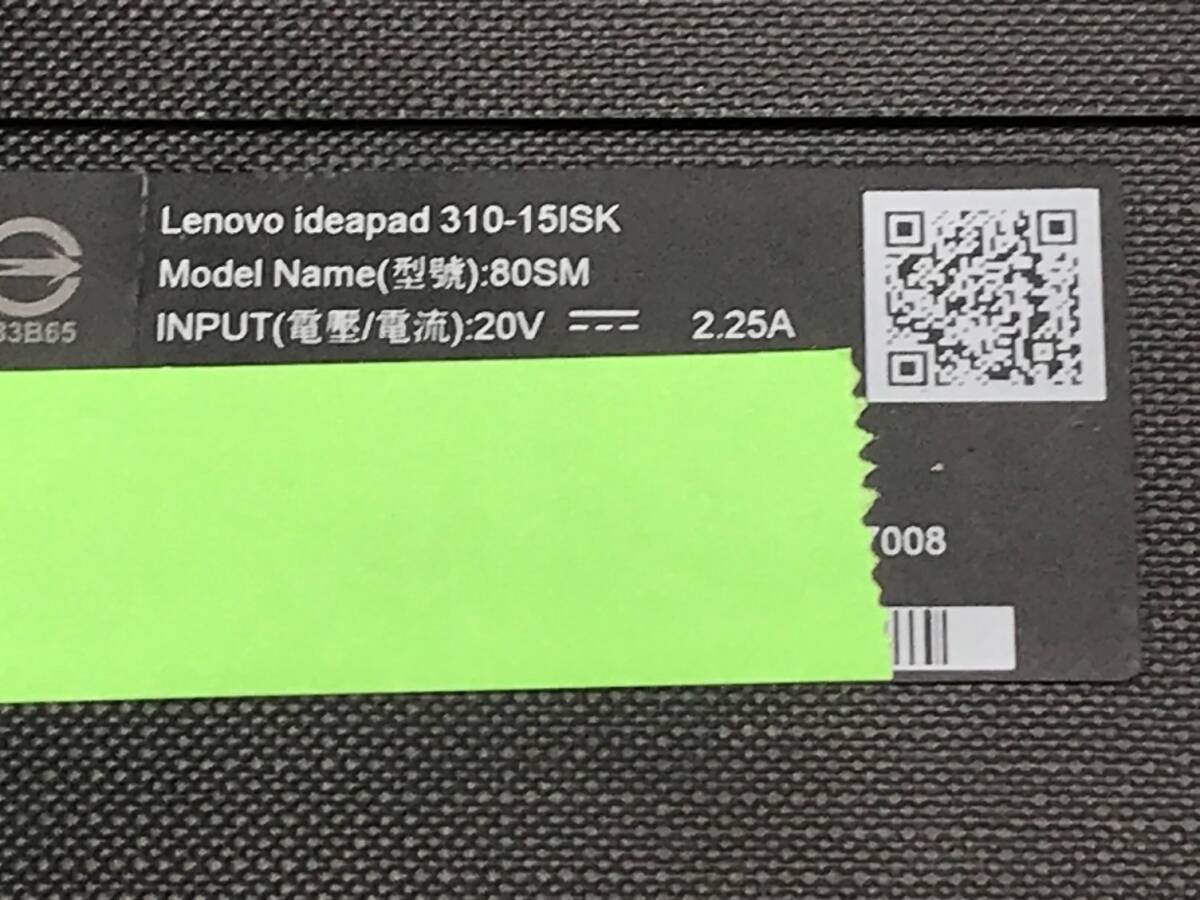 Lenovo ideapad 310-15ISK
Model Name(型號):80SM
INPUT(電壓/電流):20V ⎓ 2.25A
33B65
7008